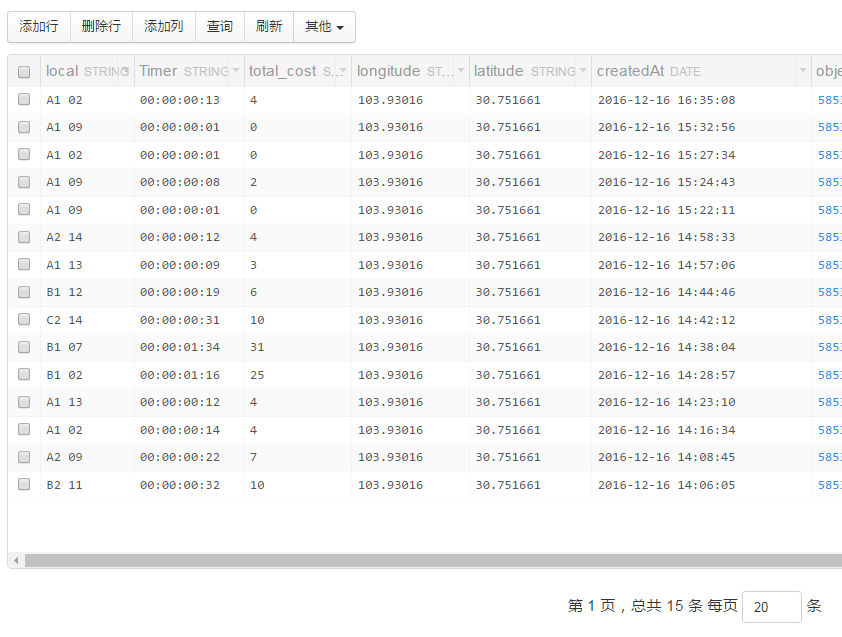 添加行 删除行 添加列 查询 刷新 其他
local STRING Timer STRING total_cost S... longitude ST... latitude STRING createdAt DATE obje
A1 02 00:00:00:13 4 103.93016 30.751661 2016-12-16 16:35:08 585
A1 09 00:00:00:01 0 103.93016 30.751661 2016-12-16 15:32:56 585
A1 02 00:00:00:01 0 103.93016 30.751661 2016-12-16 15:27:34 585
A1 09 00:00:00:08 2 103.93016 30.751661 2016-12-16 15:24:43 585
A1 09 00:00:00:01 0 103.93016 30.751661 2016-12-16 15:22:11 585
A2 14 00:00:00:12 4 103.93016 30.751661 2016-12-16 14:58:33 585
A1 13 00:00:00:09 3 103.93016 30.751661 2016-12-16 14:57:06 585
B1 12 00:00:00:19 6 103.93016 30.751661 2016-12-16 14:44:46 585
C2 14 00:00:00:31 10 103.93016 30.751661 2016-12-16 14:42:12 585
B1 07 00:00:01:34 31 103.93016 30.751661 2016-12-16 14:38:04 585
B1 02 00:00:01:16 25 103.93016 30.751661 2016-12-16 14:28:57 585
A1 13 00:00:00:12 4 103.93016 30.751661 2016-12-16 14:23:10 585
A1 02 00:00:00:14 4 103.93016 30.751661 2016-12-16 14:16:34 585
A2 09 00:00:00:22 7 103.93016 30.751661 2016-12-16 14:08:45 585
B2 11 00:00:00:32 10 103.93016 30.751661 2016-12-16 14:06:05 585
第 1 页，总共 15 条 每页 20 条